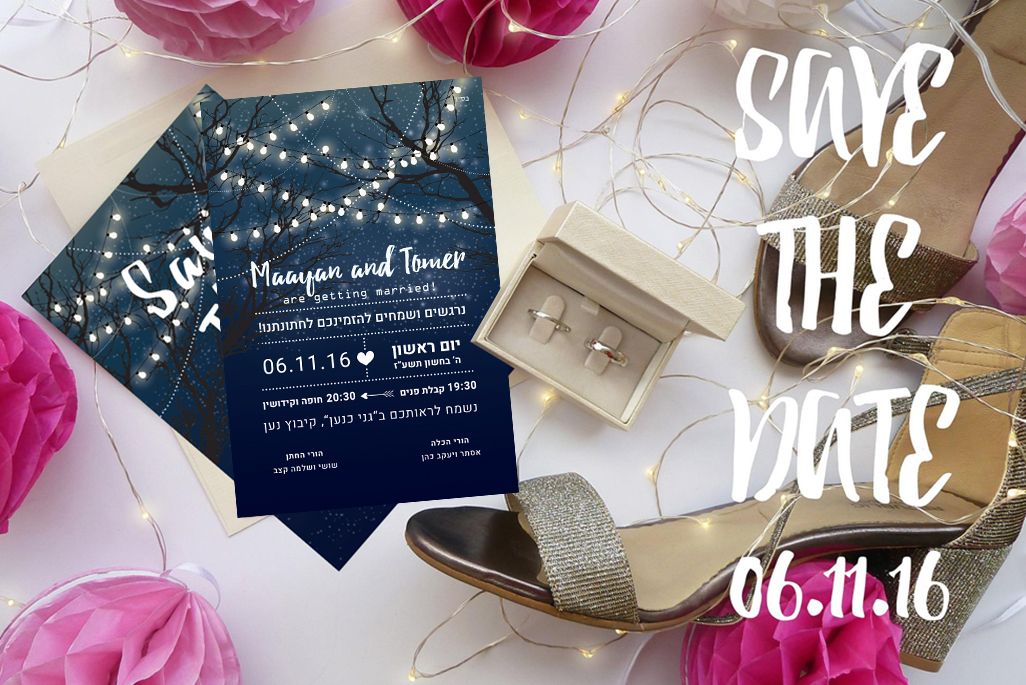 בס"ד
Maayan and Tomer
are getting married!
נרגשים ושמחים להזמינכם לחתונתנו!
יום ראשון
ה' בחשון תשע"ז
06.11.16
19:30 קבלת פנים
20:30 חופה וקידושין
נשמח לראותכם ב"גני כנען", קיבוץ נען
הורי הכלה
אסתר ויעקב כהן
הורי החתן
שושי ושלמה קצב
Save
SAVE
THE
DATE
06.11.16